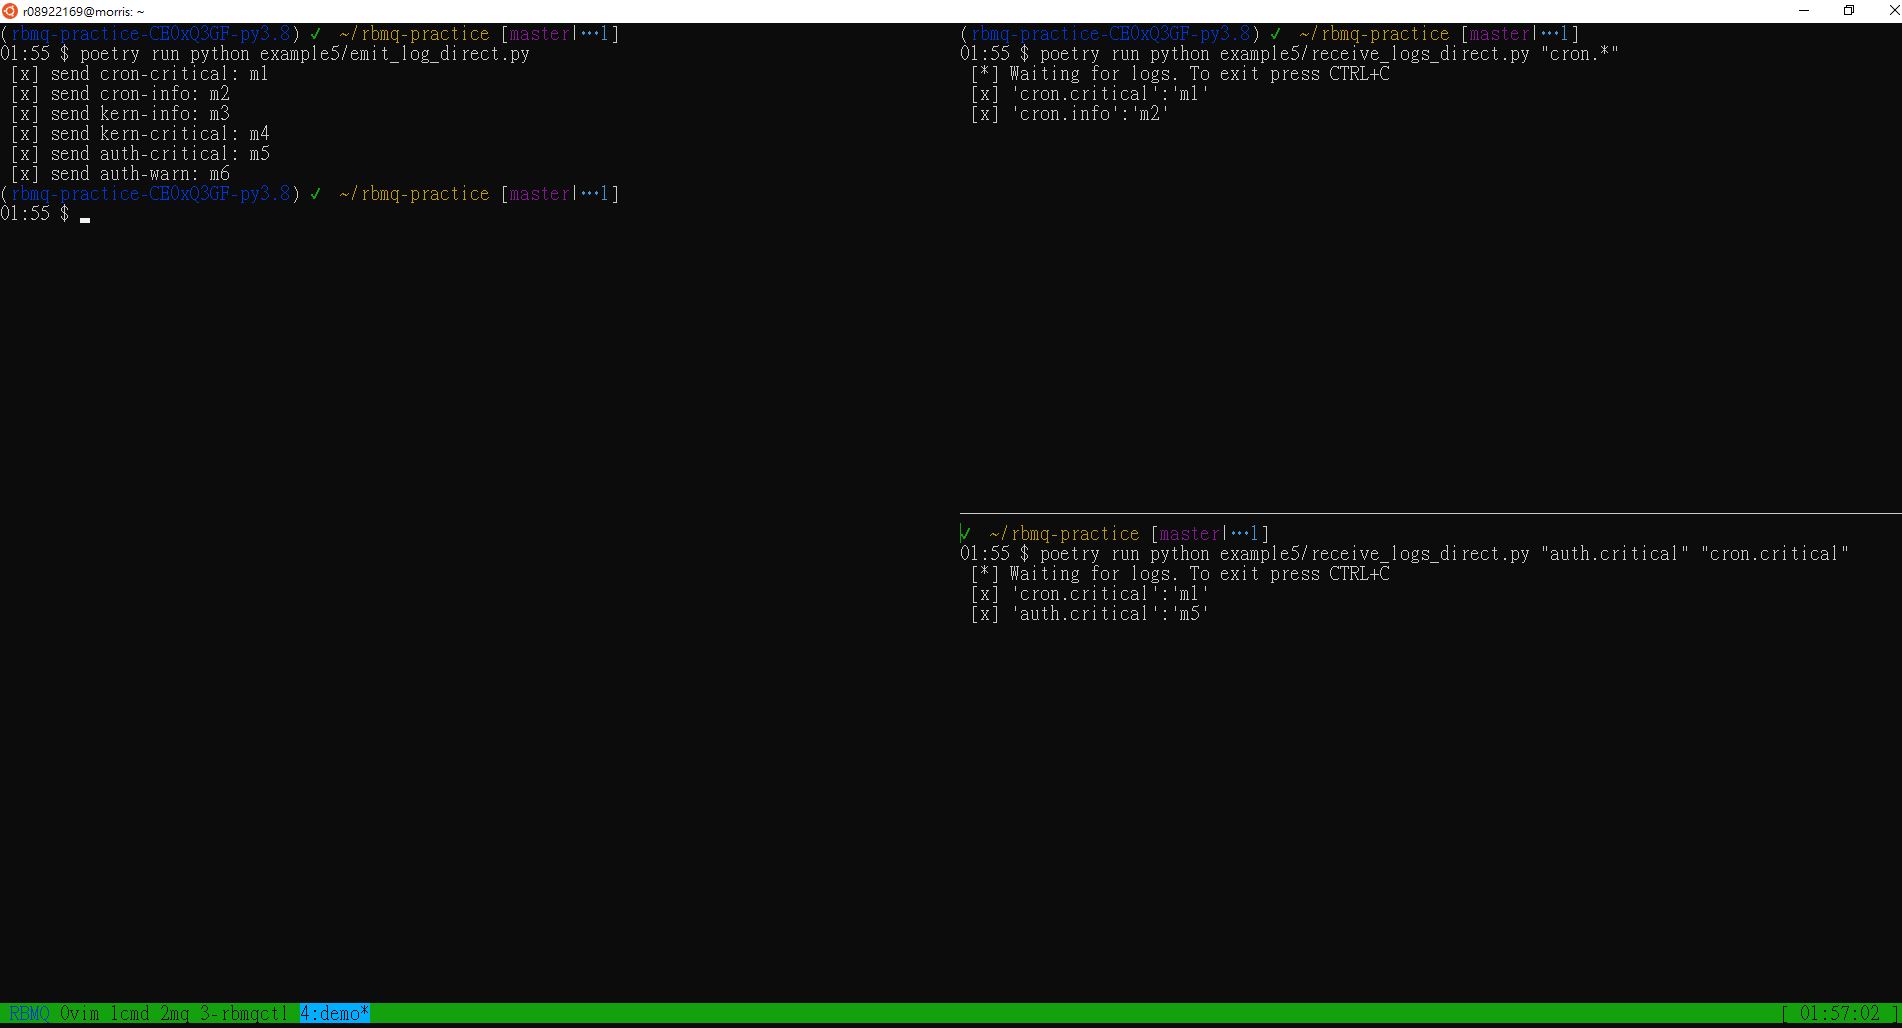 r08922169@morris: ~
(rbmq-practice-CE0xQ3GF-py3.8) ✓ ~/rbmq-practice [master|···1]
01:55 $ poetry run python example5/emit_log_direct.py
[x] send cron-critical: m1
[x] send cron-info: m2
[x] send kern-info: m3
[x] send kern-critical: m4
[x] send auth-critical: m5
[x] send auth-warn: m6
(rbmq-practice-CE0xQ3GF-py3.8) ✓ ~/rbmq-practice [master|···1]
01:55 $
(rbmq-practice-CE0xQ3GF-py3.8) ✓ ~/rbmq-practice [master|···1]
01:55 $ poetry run python example5/receive_logs_direct.py "cron.*"
[*] Waiting for logs. To exit press CTRL+C
[x] 'cron.critical':'m1'
[x] 'cron.info':'m2'
✓ ~/rbmq-practice [master|···1]
01:55 $ poetry run python example5/receive_logs_direct.py "auth.critical" "cron.critical"
[*] Waiting for logs. To exit press CTRL+C
[x] 'cron.critical':'m1'
[x] 'auth.critical':'m5'
RBMQ 0vim 1cmd 2mq 3-rbmqctl 4:demo* [ 01:57:02 ]